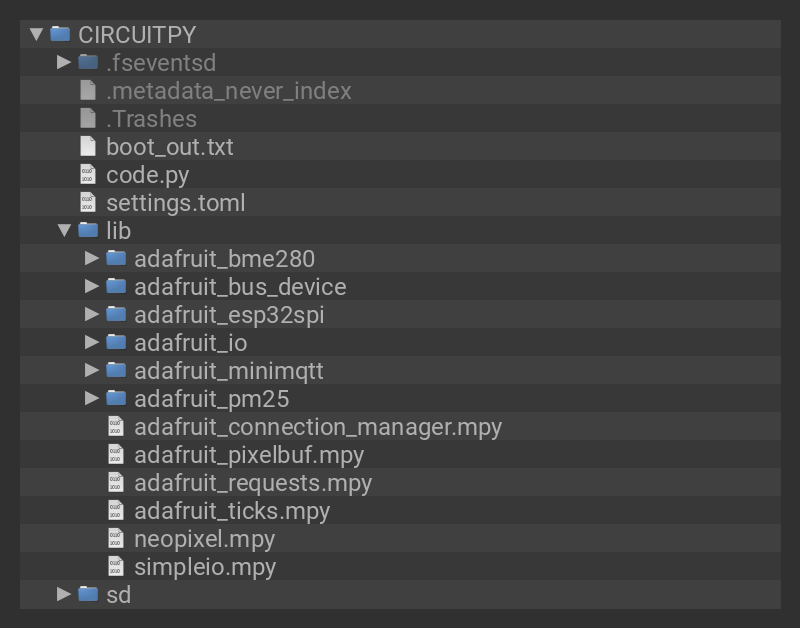 CIRCUITPY
.fseventsd
.metadata_never_index
.Trashes
boot_out.txt
code.py
settings.toml
lib
adafruit_bme280
adafruit_bus_device
adafruit_esp32spi
adafruit_io
adafruit_minimqtt
adafruit_pm25
adafruit_connection_manager.mpy
adafruit_pixelbuf.mpy
adafruit_requests.mpy
adafruit_ticks.mpy
neopixel.mpy
simpleio.mpy
sd